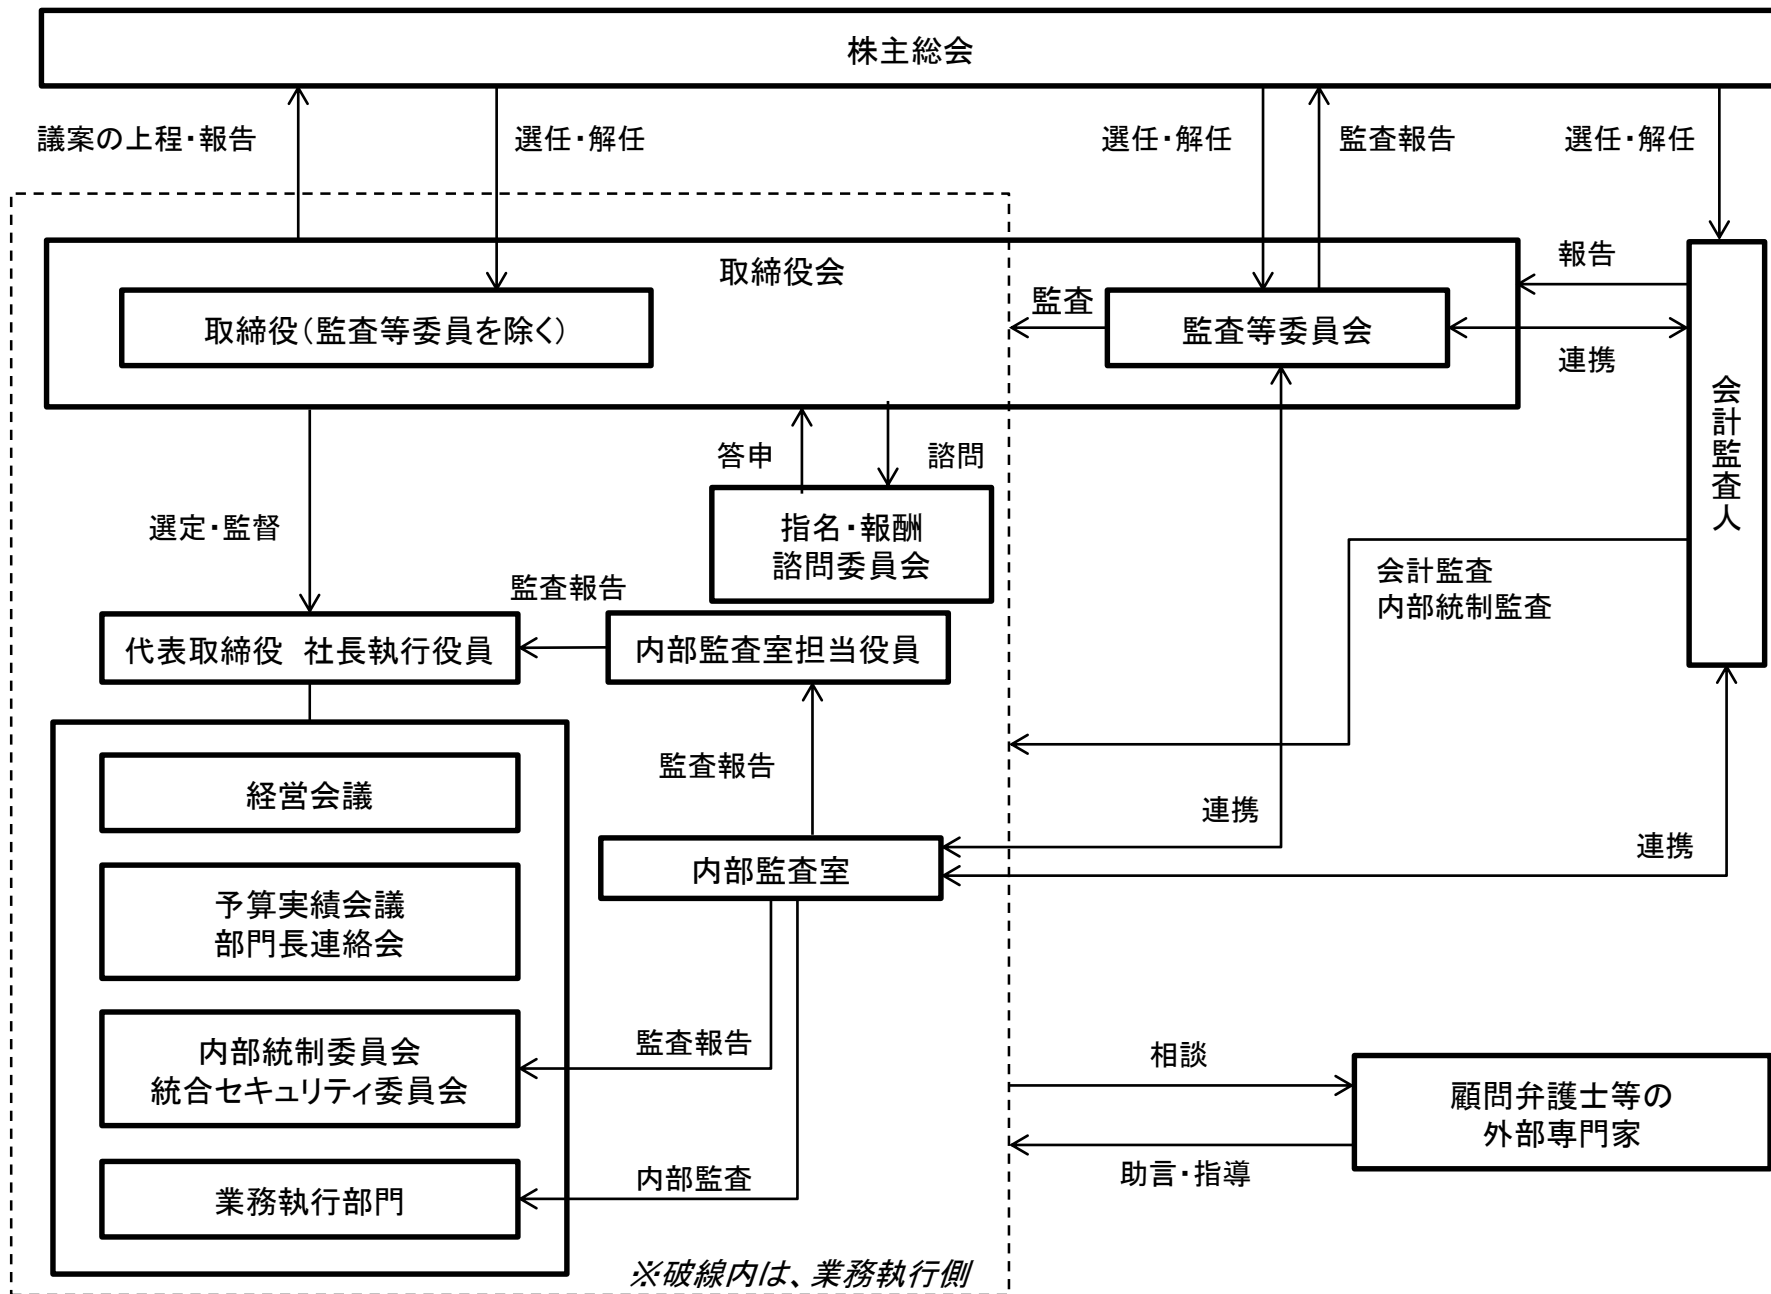 株主総会
議案の上程・報告
選任・解任
選任・解任
監査報告
選任・解任
取締役会
取締役（監査等委員を除く）
監査
監査等委員会
報告
連携
会計監査人
答申
諮問
選定・監督
指名・報酬
諮問委員会
会計監査
内部統制監査
監査報告
代表取締役　社長執行役員
内部監査室担当役員
経営会議
監査報告
連携
連携
内部監査室
予算実績会議
部門長連絡会
内部統制委員会
統合セキュリティ委員会
監査報告
相談
顧問弁護士等の
外部専門家
助言・指導
業務執行部門
内部監査
※破線内は、業務執行側